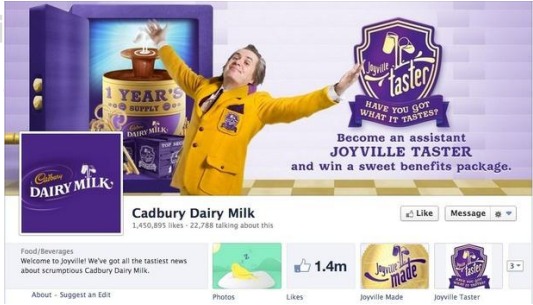 1 YEAR'S
SUPPLY
DAIRY MILK
Joyville
taster
HAVE YOU GOT
WHAT IT TASTES?
Become an assistant
JOYVILLE TASTER
and win a sweet benefits package.
Cadbury
DAIRY MILK
Cadbury Dairy Milk
1,450,895 likes · 22,788 talking about this
Like
Message
Food/Beverages
Welcome to Joyville! We've got all the tastiest news
about scrumptious Cadbury Dairy Milk.
About - Suggest an Edit
Photos
1.4m
Likes
Joyville
made
Joyville Made
Joyville
taster
Joyville Taster
3